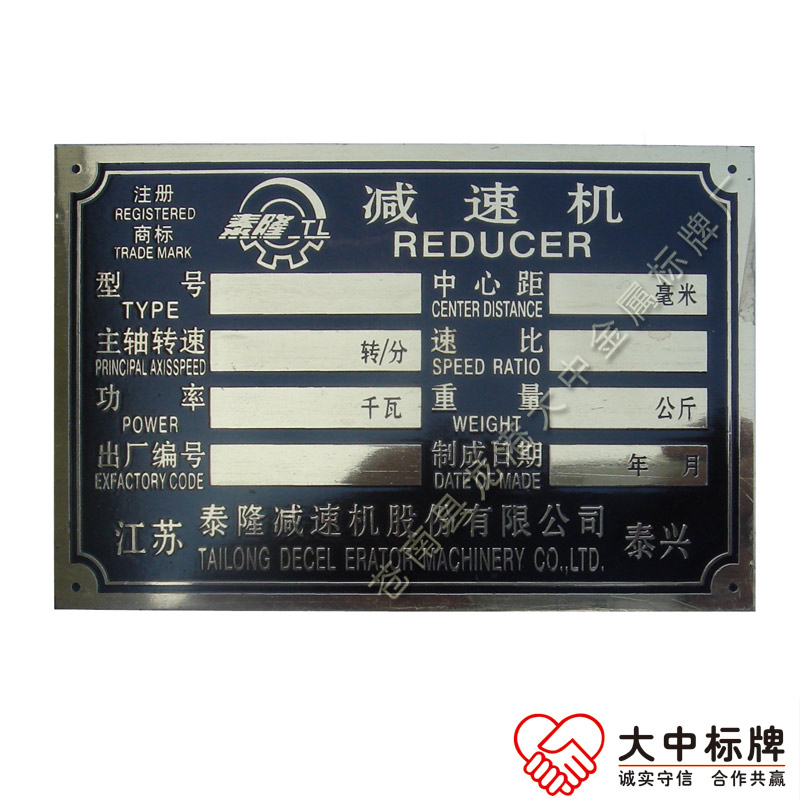 注册
REGISTERED
商标
TRADE MARK
泰隆_TL
减速机
REDUCER
型号
TYPE
中心距 毫米
CENTER DISTANCE
主轴转速 转/分
PRINCIPAL AXISSPEED
速比
SPEED RATIO
功率 千瓦
POWER
重量 公斤
WEIGHT
出厂编号
EXFACTORY CODE
制成日期 年 月
DATE OF MADE
江苏 泰隆减速机股份有限公司 泰兴
TAILONG DECEL ERATOR MACHINERY CO.,LTD.
大中标牌
诚实守信 合作共赢